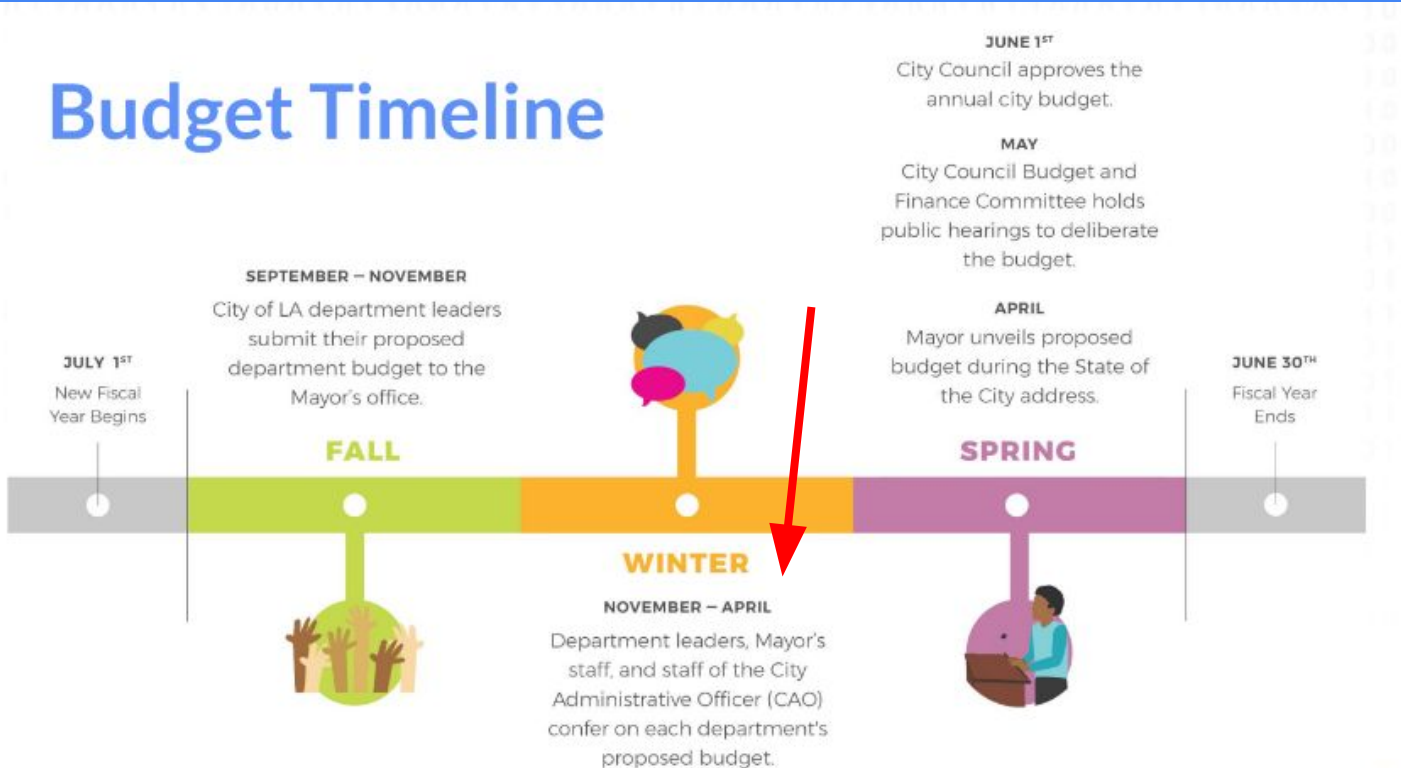 Budget Timeline
JULY 1ST
New Fiscal
Year Begins
SEPTEMBER – NOVEMBER
City of LA department leaders
submit their proposed
department budget to the
Mayor's office.
FALL
WINTER
NOVEMBER – APRIL
Department leaders, Mayor's
staff, and staff of the City
Administrative Officer (CAO)
confer on each department's
proposed budget.
JUNE 1ST
City Council approves the
annual city budget.
MAY
City Council Budget and
Finance Committee holds
public hearings to deliberate
the budget.
APRIL
Mayor unveils proposed
budget during the State of
the City address.
SPRING
JUNE 30TH
Fiscal Year
Ends